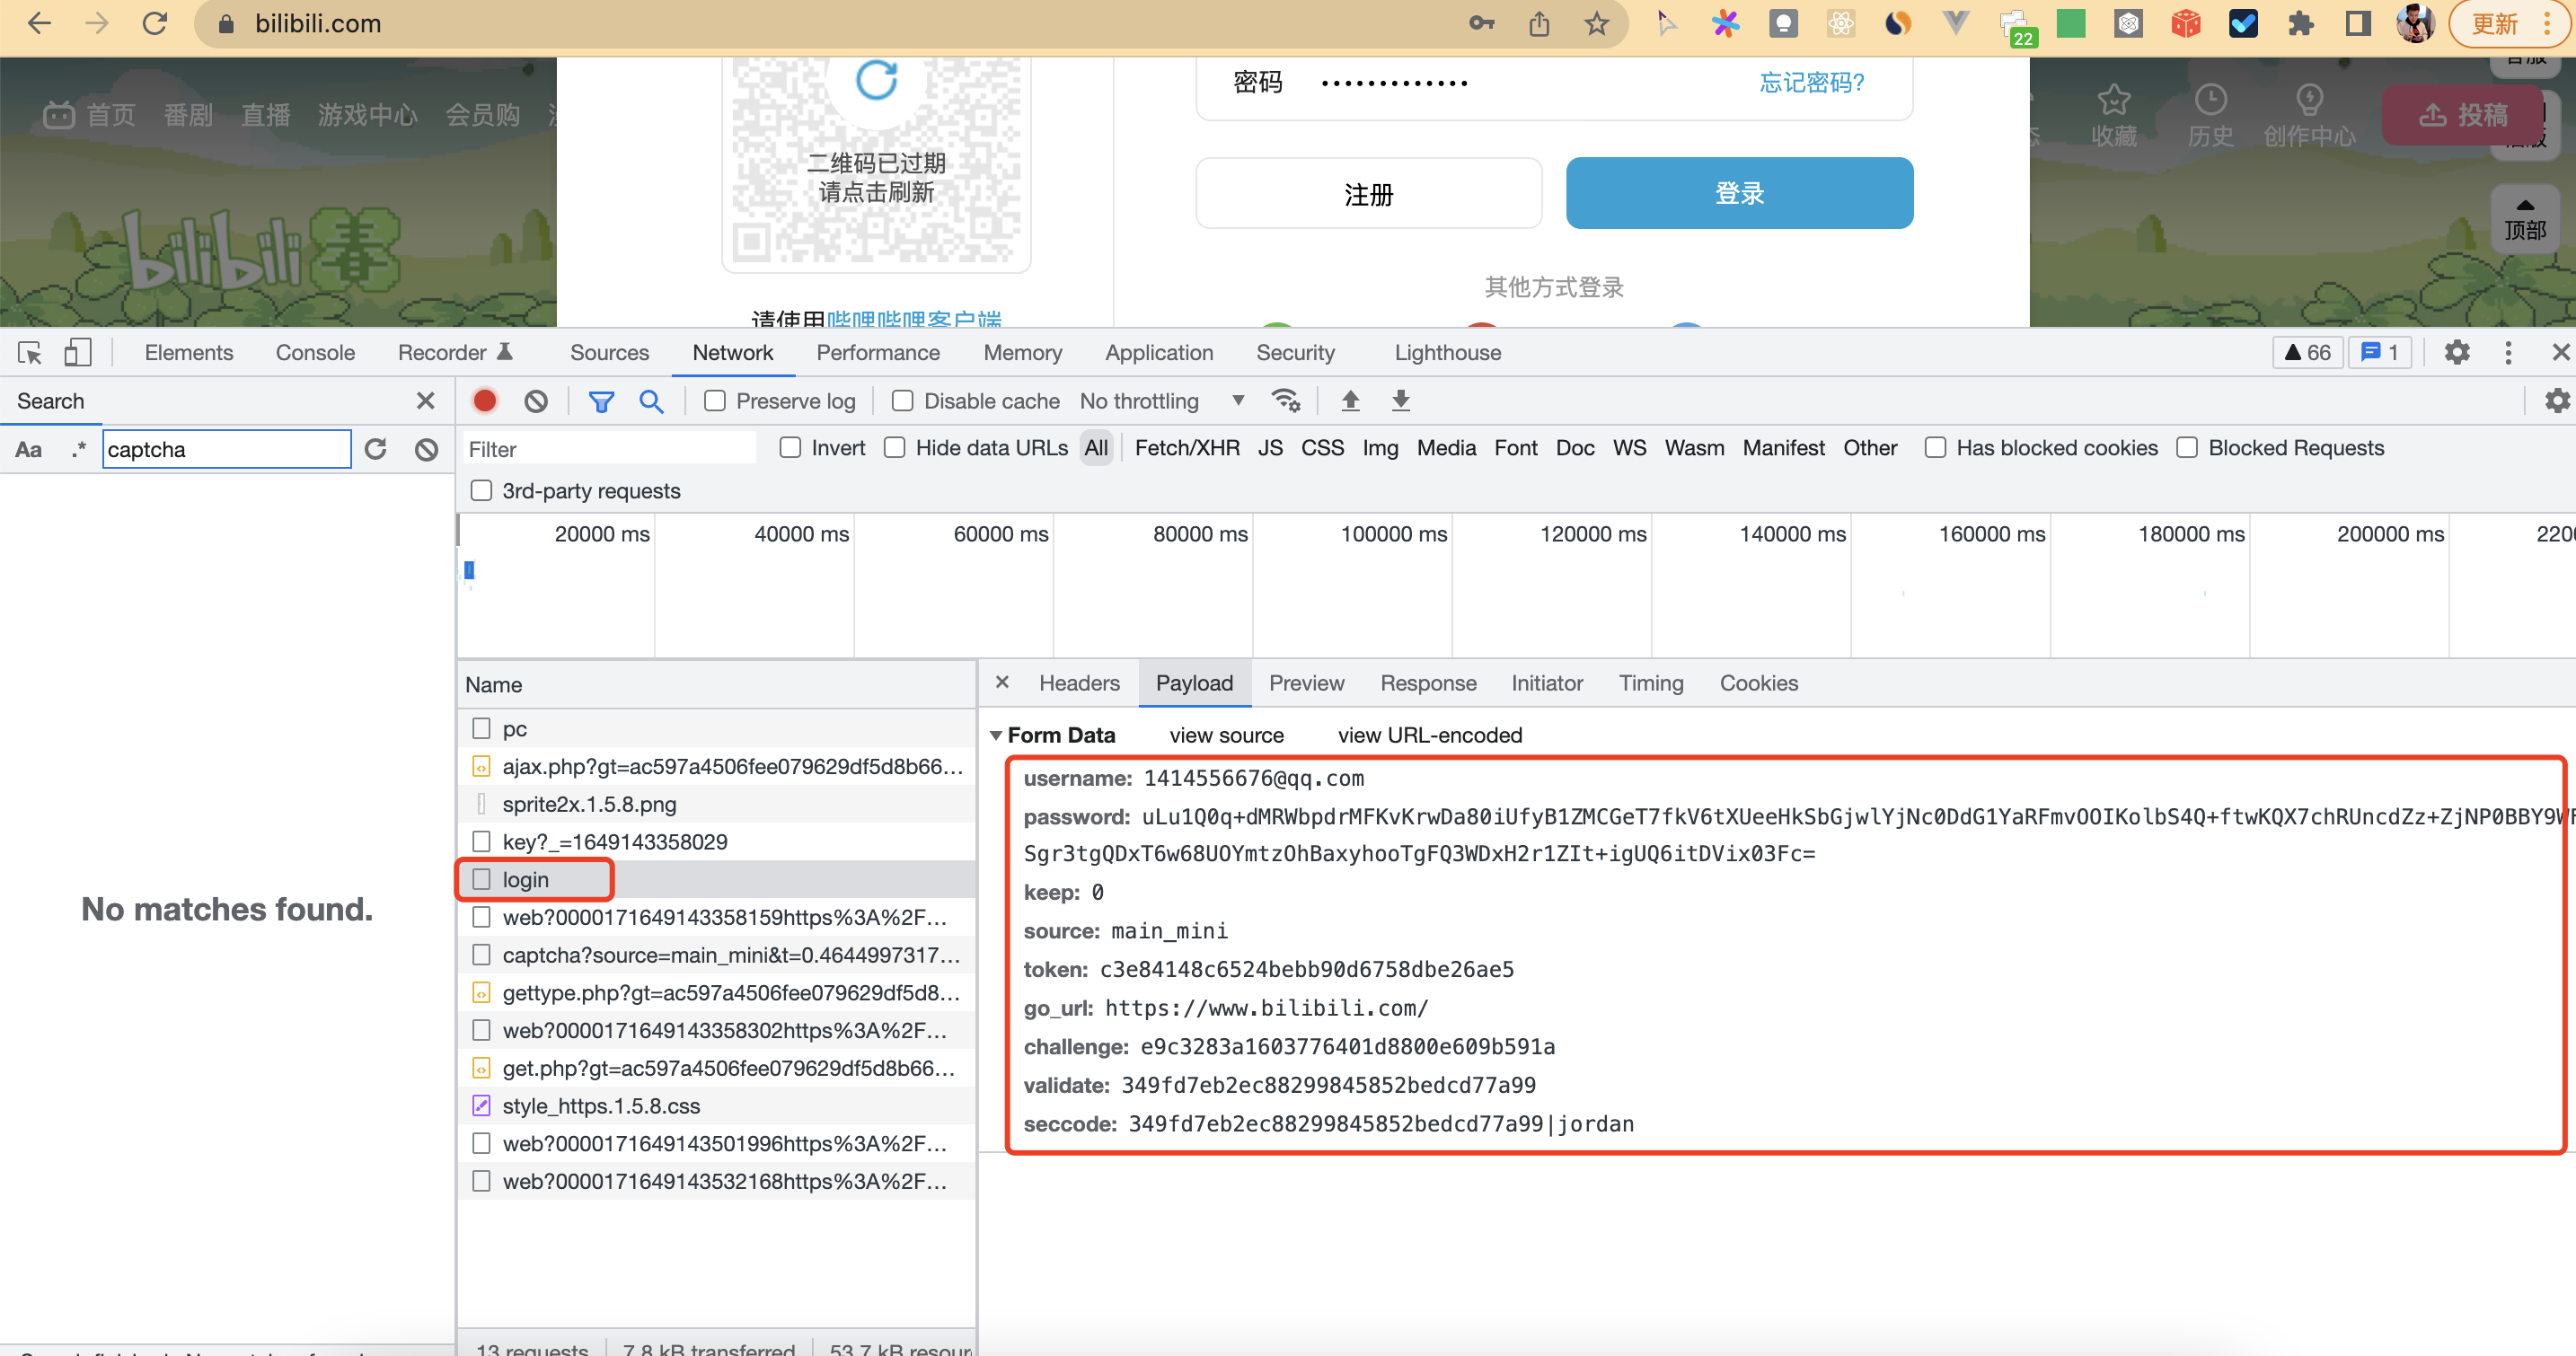 bilibili.com
22
更新
首页 番剧 直播 游戏中心 会员购
二维码已过期
请点击刷新
请使用哔哩哔哩客户端
密码 ••••••••••••• 忘记密码?
注册 登录
其他方式登录
收藏 历史 创作中心 投稿
客服
顶部
bilibili
Elements Console Recorder Sources Network Performance Memory Application Security Lighthouse 66 1
Search
Preserve log Disable cache No throttling
Aa .* captcha
Filter Invert Hide data URLs All Fetch/XHR JS CSS Img Media Font Doc WS Wasm Manifest Other Has blocked cookies Blocked Requests
3rd-party requests
20000 ms 40000 ms 60000 ms 80000 ms 100000 ms 120000 ms 140000 ms 160000 ms 180000 ms 200000 ms 220
No matches found.
Name
pc
ajax.php?gt=ac597a4506fee079629df5d8b66…
sprite2x.1.5.8.png
key?_=1649143358029
login
web?0000171649143358159https%3A%2F…
captcha?source=main_mini&t=0.4644997317…
gettype.php?gt=ac597a4506fee079629df5d8…
web?0000171649143358302https%3A%2F…
get.php?gt=ac597a4506fee079629df5d8b66…
style_https.1.5.8.css
web?0000171649143501996https%3A%2F…
web?0000171649143532168https%3A%2F…
13 requests 7.8 kB transferred 53.7 kB resour
Headers Payload Preview Response Initiator Timing Cookies
Form Data view source view URL-encoded
username: 1414556676@qq.com
password: uLu1Q0q+dMRWbpdrMFKvKrwDa80iUfyB1ZMCGeT7fkV6tXUeeHkSbGjwlYjNc0DdG1YaRFmvOOIKolbS4Q+ftwKQX7chRUncdZz+ZjNP0BBY9W
Sgr3tgQDxT6w68UOYmtzOhBaxyhooTgFQ3WDxH2r1ZIt+igUQ6itDVix03Fc=
keep: 0
source: main_mini
token: c3e84148c6524bebb90d6758dbe26ae5
go_url: https://www.bilibili.com/
challenge: e9c3283a1603776401d8800e609b591a
validate: 349fd7eb2ec88299845852bedcd77a99
seccode: 349fd7eb2ec88299845852bedcd77a99|jordan